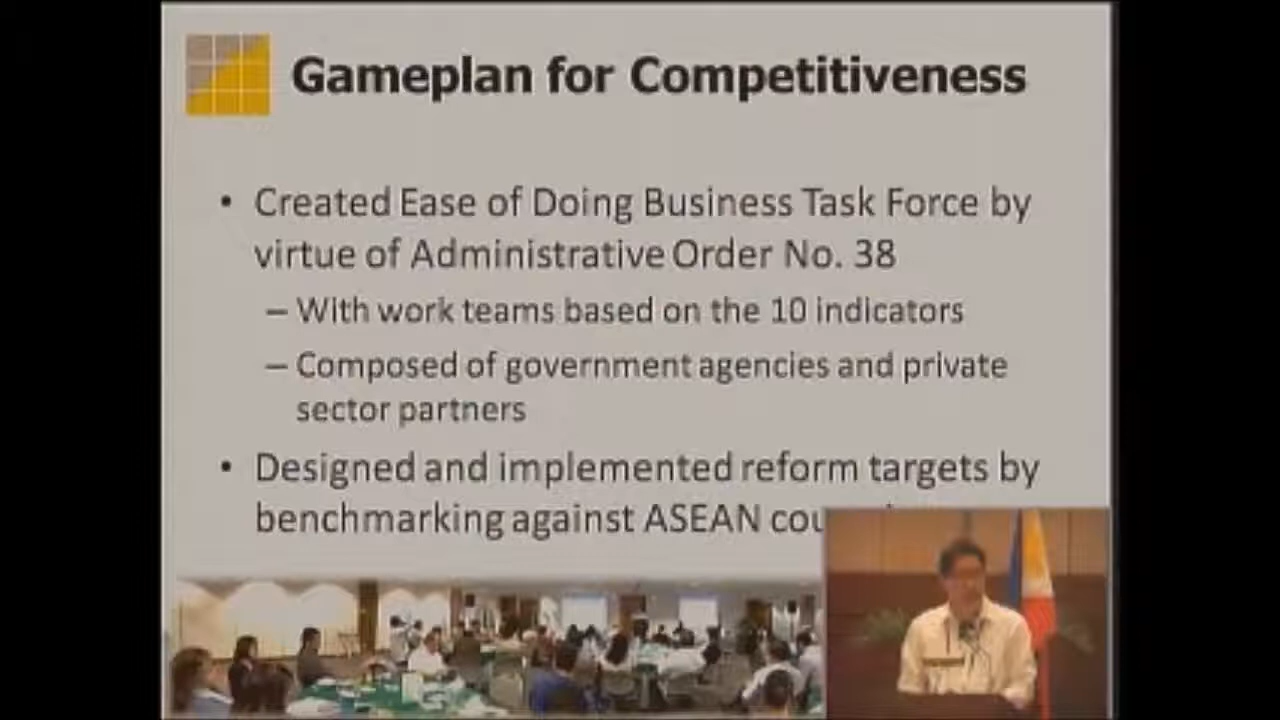 Gameplan for Competitiveness
• Created Ease of Doing Business Task Force by
virtue of Administrative Order No. 38
– With work teams based on the 10 indicators
– Composed of government agencies and private
sector partners
• Designed and implemented reform targets by
benchmarking against ASEAN